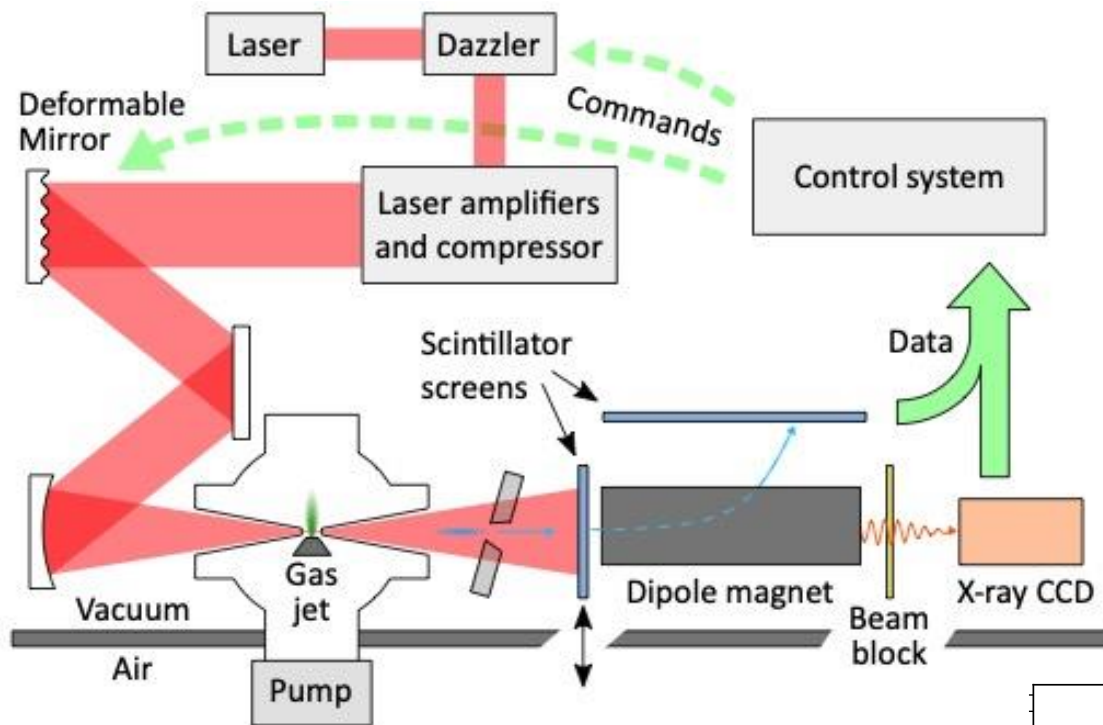 Laser
Dazzler
Deformable
Mirror
Commands
Control system
Laser amplifiers
and compressor
Scintillator
screens
Data
Gas
jet
Dipole magnet
X-ray CCD
Vacuum
Beam
block
Air
Pump